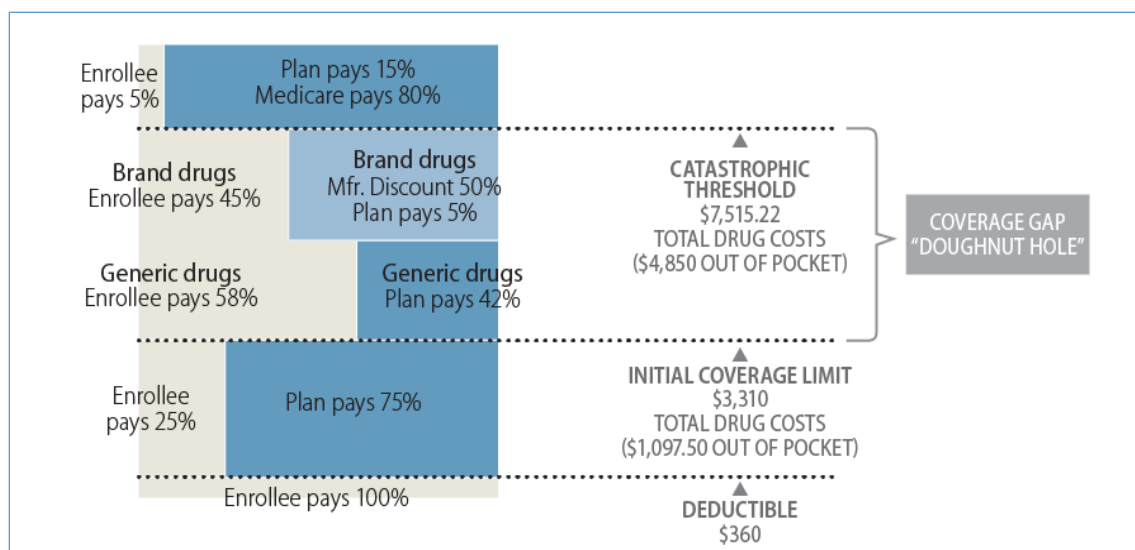 Enrollee
pays 5%
Plan pays 15%
Medicare pays 80%
Brand drugs
Enrollee pays 45%
Brand drugs
Mfr. Discount 50%
Plan pays 5%
Generic drugs
Enrollee pays 58%
Generic drugs
Plan pays 42%
Enrollee
pays 25%
Plan pays 75%
Enrollee pays 100%
CATASTROPHIC
THRESHOLD
$7,515.22
TOTAL DRUG COSTS
($4,850 OUT OF POCKET)
COVERAGE GAP
“DOUGHNUT HOLE”
INITIAL COVERAGE LIMIT
$3,310
TOTAL DRUG COSTS
($1,097.50 OUT OF POCKET)
DEDUCTIBLE
$360